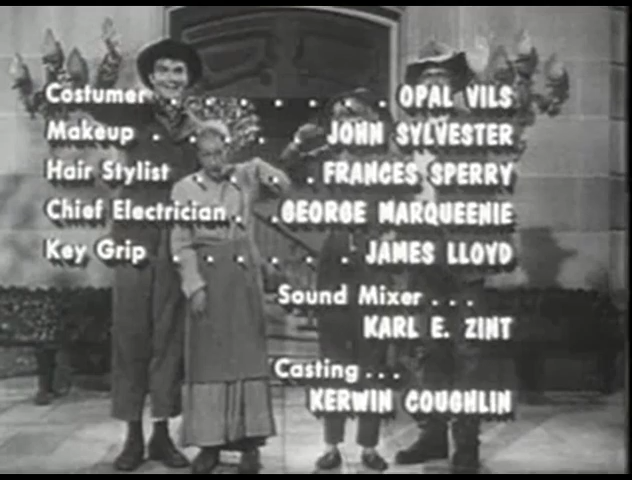 Costumer . . . . . . . OPAL VILS
Makeup . . . . . JOHN SYLVESTER
Hair Stylist . . . . FRANCES SPERRY
Chief Electrician . . GEORGE MARQUEENIE
Key Grip . . . . . . JAMES LLOYD
Sound Mixer . . .
KARL E. ZINT
Casting . . .
KERWIN COUGHLIN